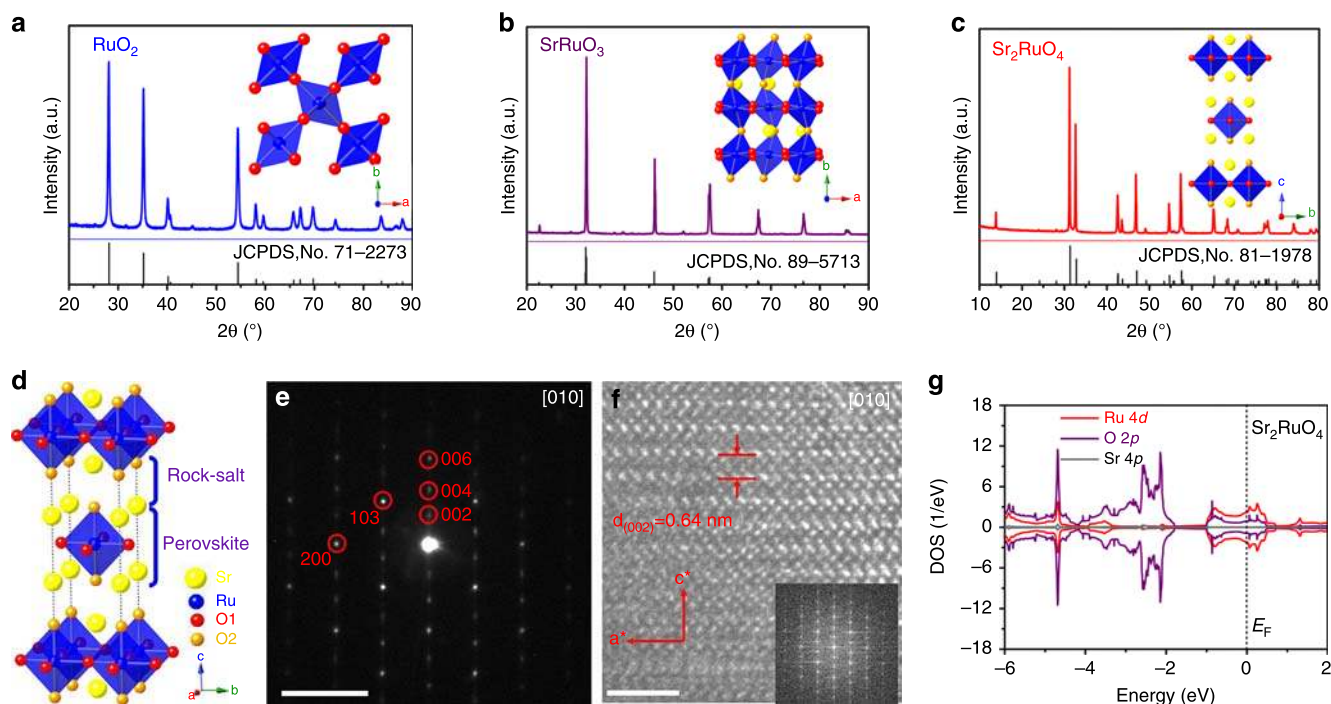 a
RuO₂
Intensity (a.u.)
b
a
JCPDS,No. 71–2273
20 30 40 50 60 70 80 90
2θ (°)
b
SrRuO₃
Intensity (a.u.)
b
a
JCPDS,No. 89–5713
20 30 40 50 60 70 80 90
2θ (°)
c
Sr₂RuO₄
Intensity (a.u.)
c
a
b
JCPDS,No. 81–1978
10 20 30 40 50 60 70 80
2θ (°)
d
Rock-salt
Perovskite
Sr
Ru
O1
O2
c
a
b
e
[010]
006
004
002
103
200
f
[010]
d(002)=0.64 nm
c*
a*
g
18
12
6
0
−6
−12
−18
DOS (1/eV)
Ru 4d
O 2p
Sr 4p
Sr₂RuO₄
E_F
−6 −4 −2 0 2
Energy (eV)